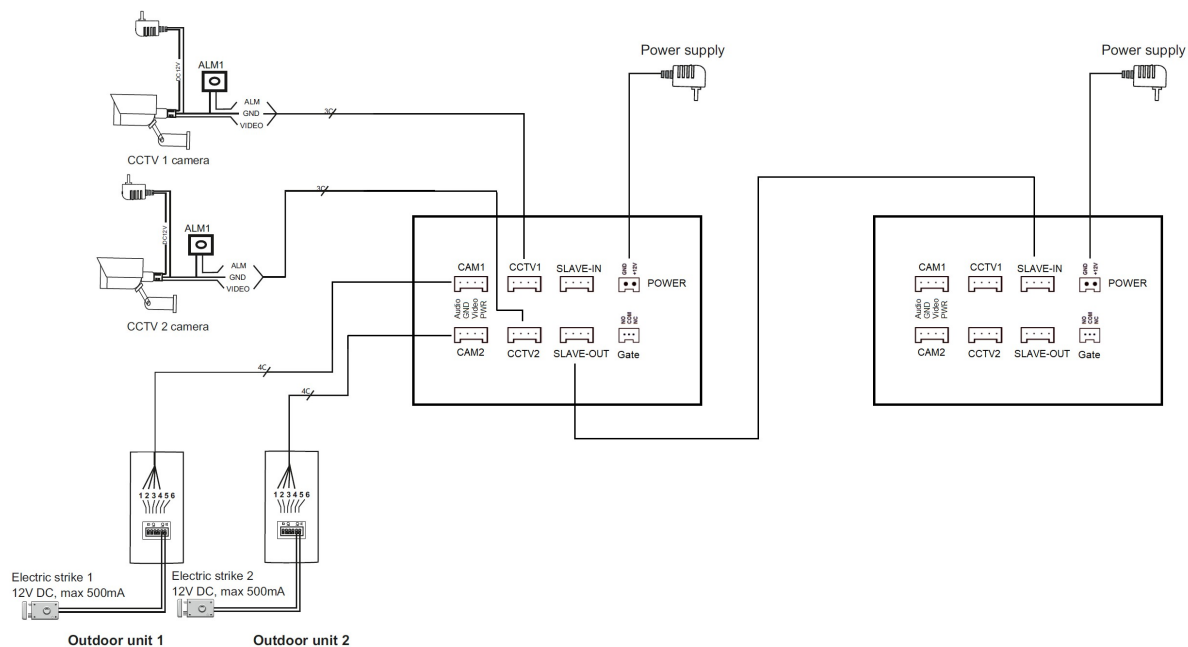 Power supply
Power supply
DC12V
ALM1
ALM
GND
VIDEO
3C
CCTV 1 camera
DC12V
ALM1
ALM
GND
VIDEO
3C
CCTV 2 camera
CAM1 CCTV1 SLAVE-IN
GND
+12V
POWER
Audio
GND
Video
PWR
NO
COM
NC
CAM2 CCTV2 SLAVE-OUT Gate
CAM1 CCTV1 SLAVE-IN
GND
+12V
POWER
Audio
GND
Video
PWR
NO
COM
NC
CAM2 CCTV2 SLAVE-OUT Gate
4C
4C
1 2 3 4 5 6
1 2 3 4 5 6
Electric strike 1
12V DC, max 500mA
Electric strike 2
12V DC, max 500mA
Outdoor unit 1
Outdoor unit 2